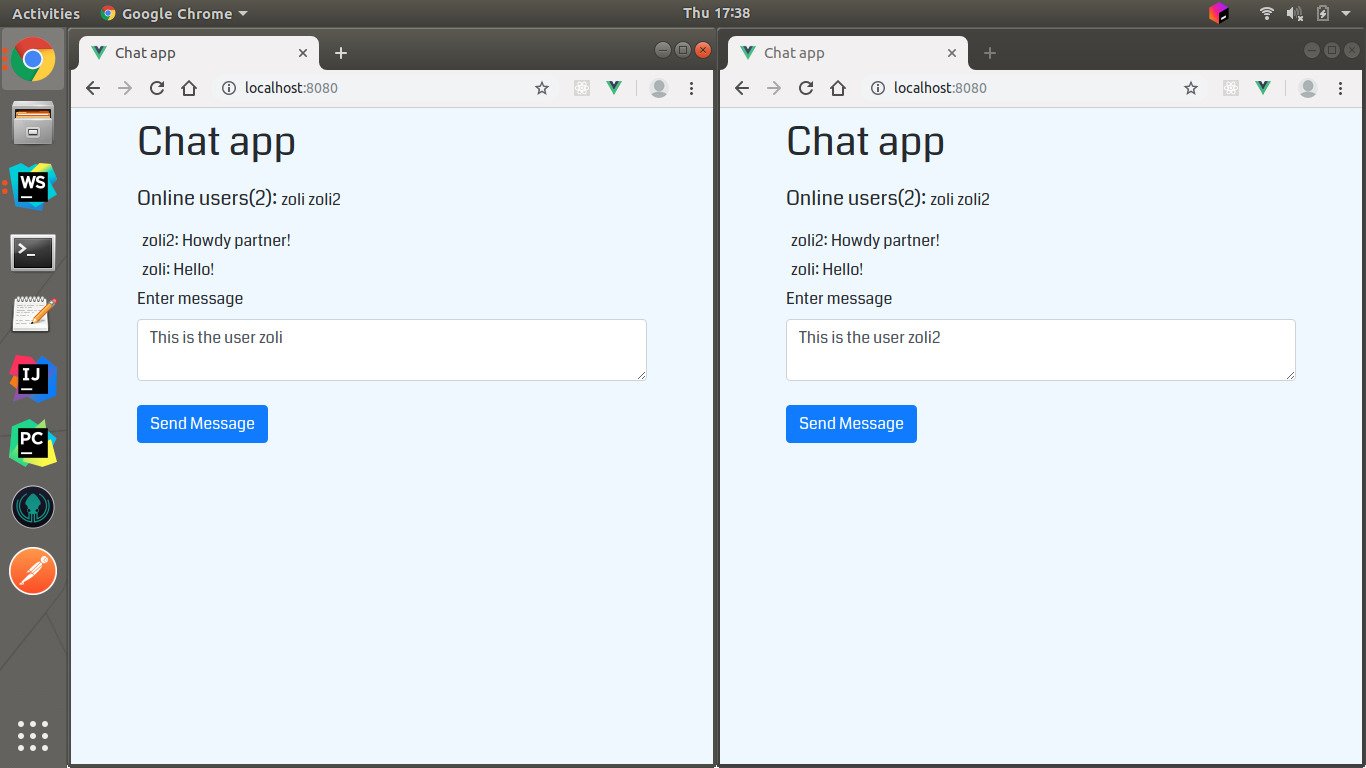 Activities Google Chrome Thu 17:38
Chat app
localhost:8080
Chat app
Online users(2): zoli zoli2
zoli2: Howdy partner!
zoli: Hello!
Enter message
This is the user zoli
Send Message
Chat app
localhost:8080
Chat app
Online users(2): zoli zoli2
zoli2: Howdy partner!
zoli: Hello!
Enter message
This is the user zoli2
Send Message
WS
>_
IJ
PC